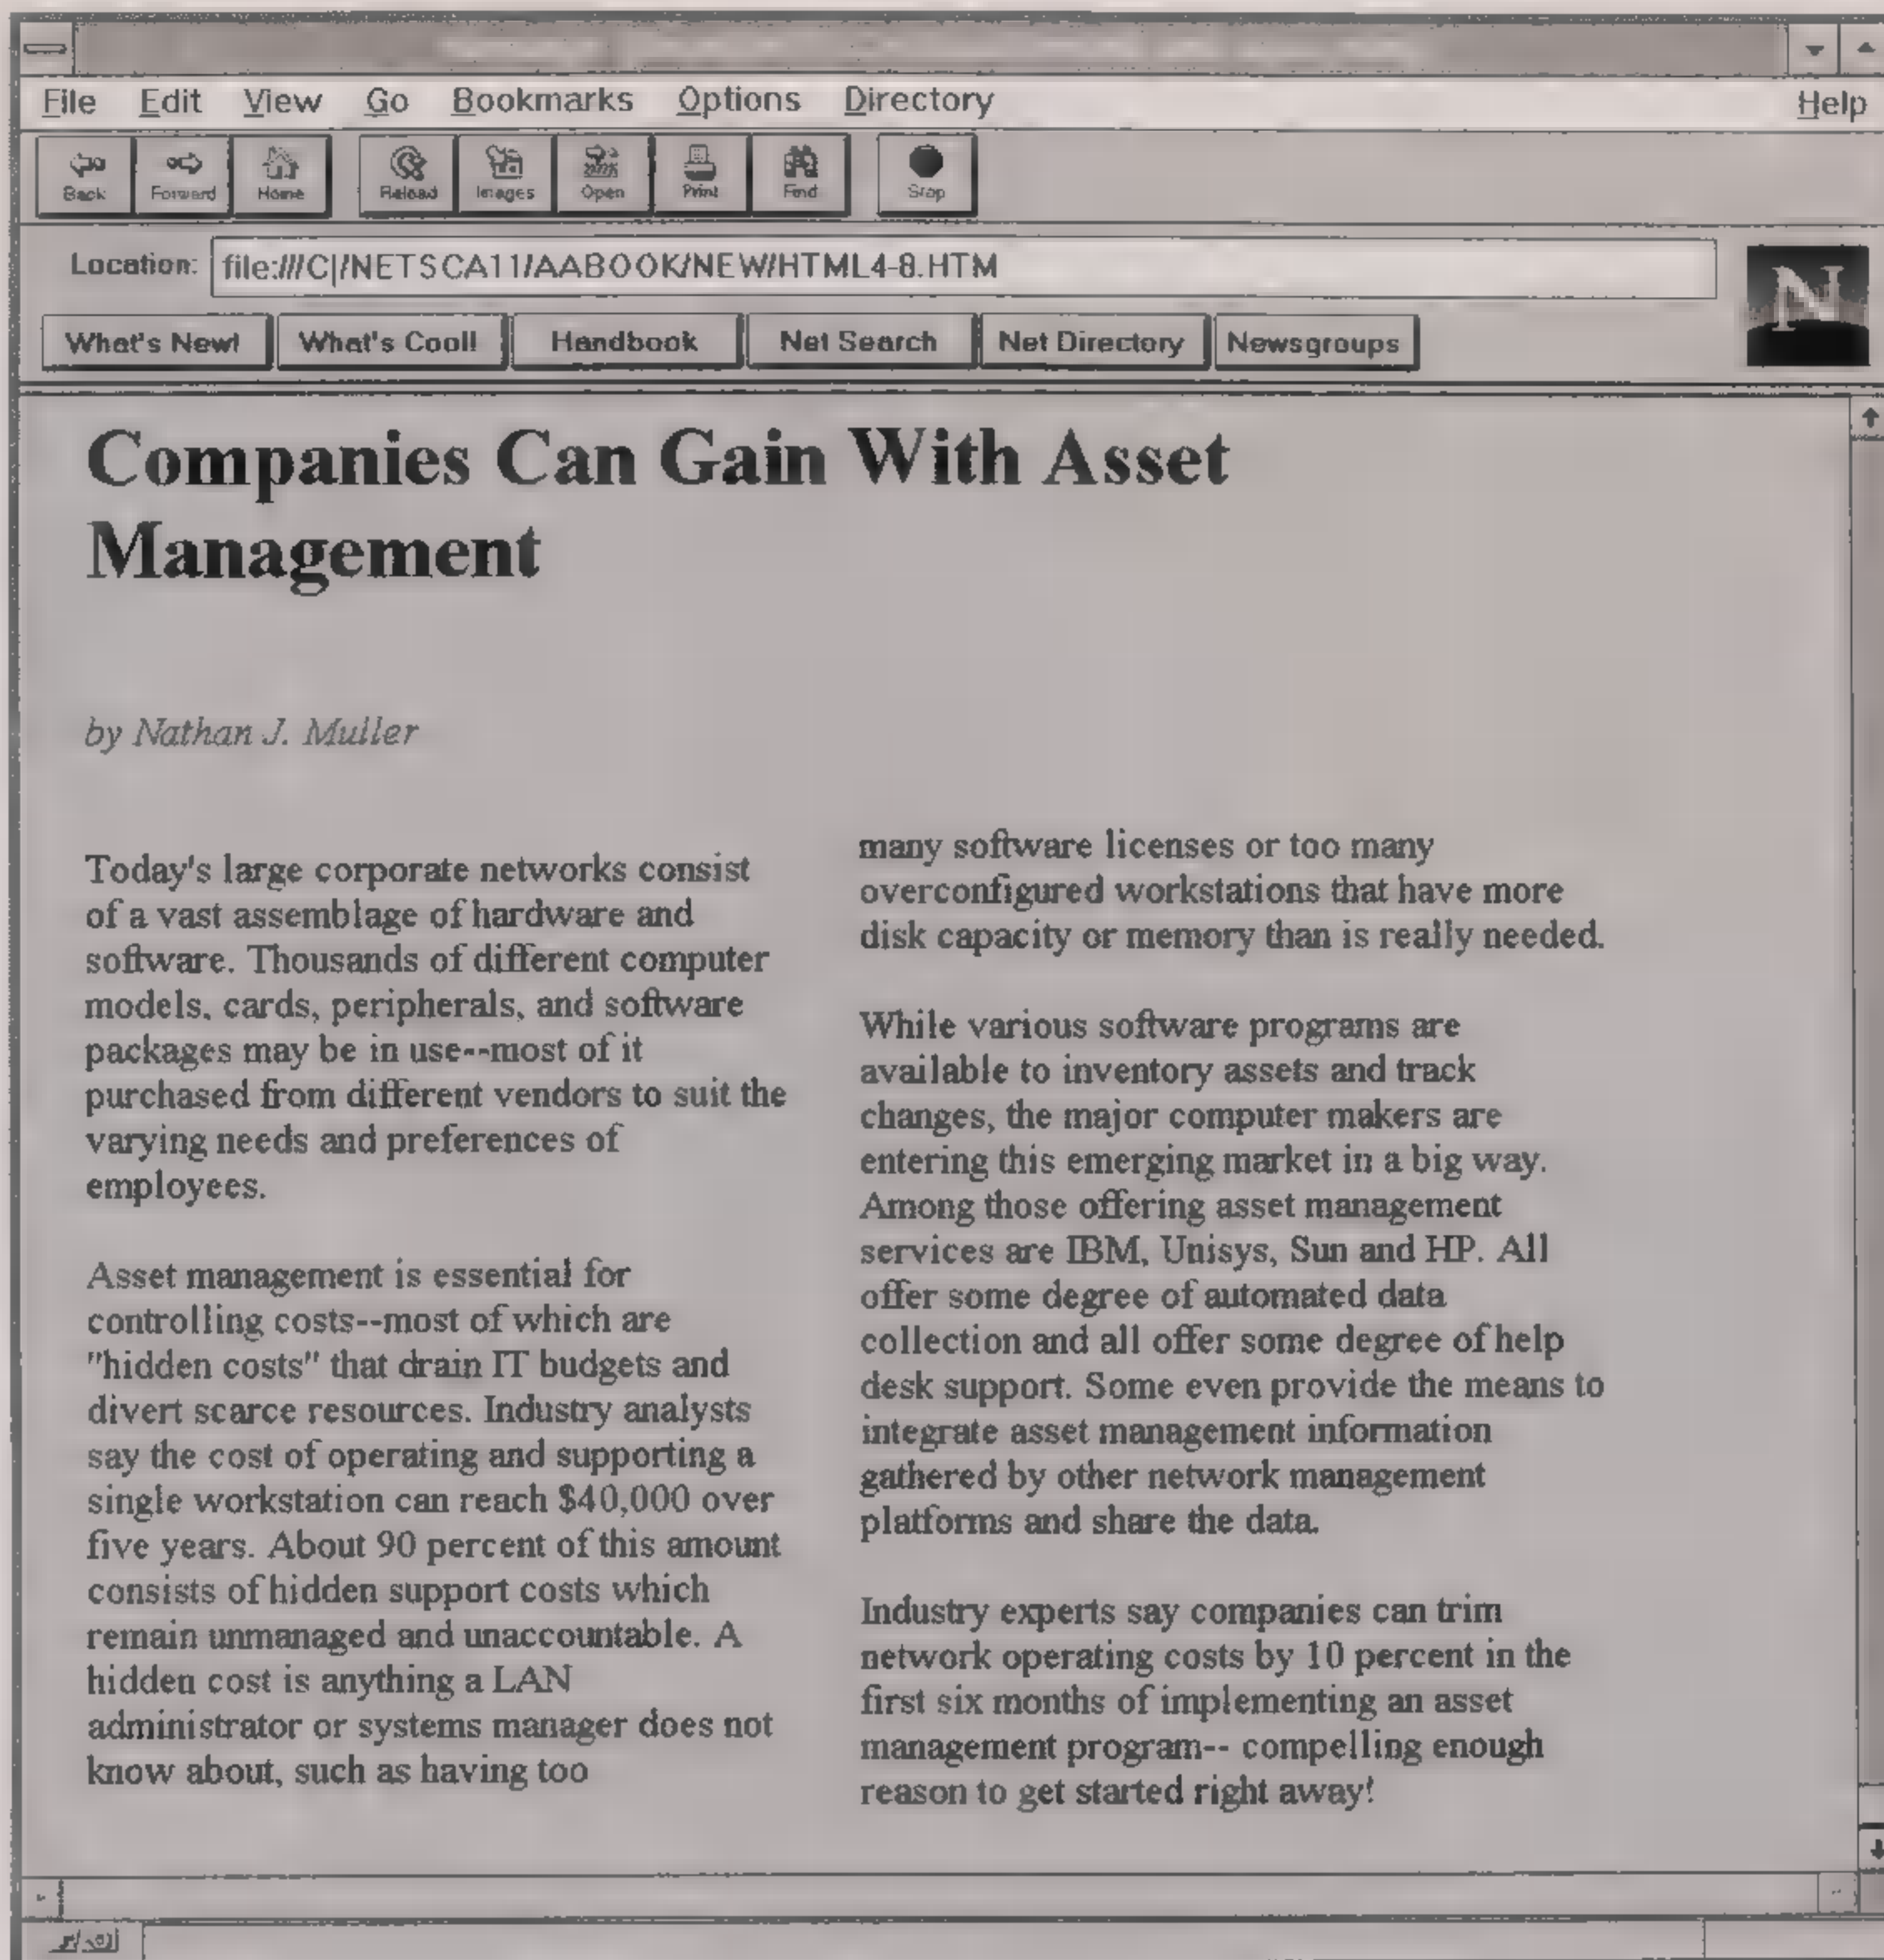 File Edit View Go Bookmarks Options Directory Help
Back Forward Home Reload Images Open Print Find Stop
Location: file:///C|/NETSCA11/AABOOK/NEW/HTML4-8.HTM
N
What's New! What's Cool! Handbook Net Search Net Directory Newsgroups
Companies Can Gain With Asset
Management
by Nathan J. Muller
Today's large corporate networks consist
of a vast assemblage of hardware and
software. Thousands of different computer
models, cards, peripherals, and software
packages may be in use--most of it
purchased from different vendors to suit the
varying needs and preferences of
employees.
Asset management is essential for
controlling costs--most of which are
"hidden costs" that drain IT budgets and
divert scarce resources. Industry analysts
say the cost of operating and supporting a
single workstation can reach $40,000 over
five years. About 90 percent of this amount
consists of hidden support costs which
remain unmanaged and unaccountable. A
hidden cost is anything a LAN
administrator or systems manager does not
know about, such as having too
many software licenses or too many
overconfigured workstations that have more
disk capacity or memory than is really needed.
While various software programs are
available to inventory assets and track
changes, the major computer makers are
entering this emerging market in a big way.
Among those offering asset management
services are IBM, Unisys, Sun and HP. All
offer some degree of automated data
collection and all offer some degree of help
desk support. Some even provide the means to
integrate asset management information
gathered by other network management
platforms and share the data.
Industry experts say companies can trim
network operating costs by 10 percent in the
first six months of implementing an asset
management program-- compelling enough
reason to get started right away!